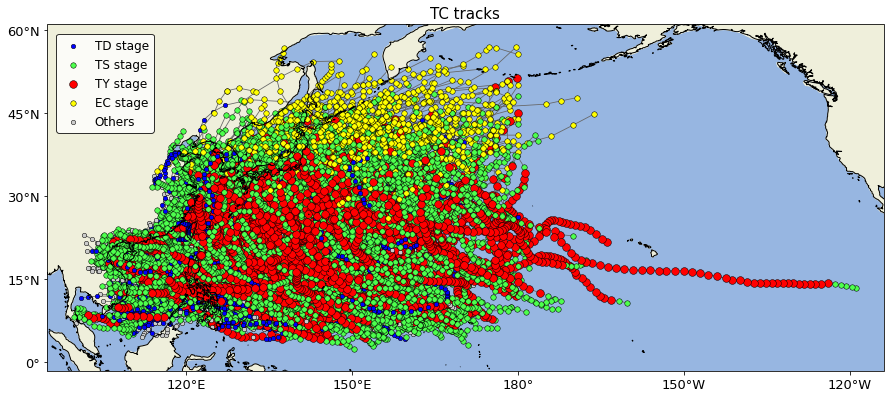 TC tracks
60°N
45°N
30°N
15°N
0°
TD stage
TS stage
TY stage
EC stage
Others
120°E
150°E
180°
150°W
120°W